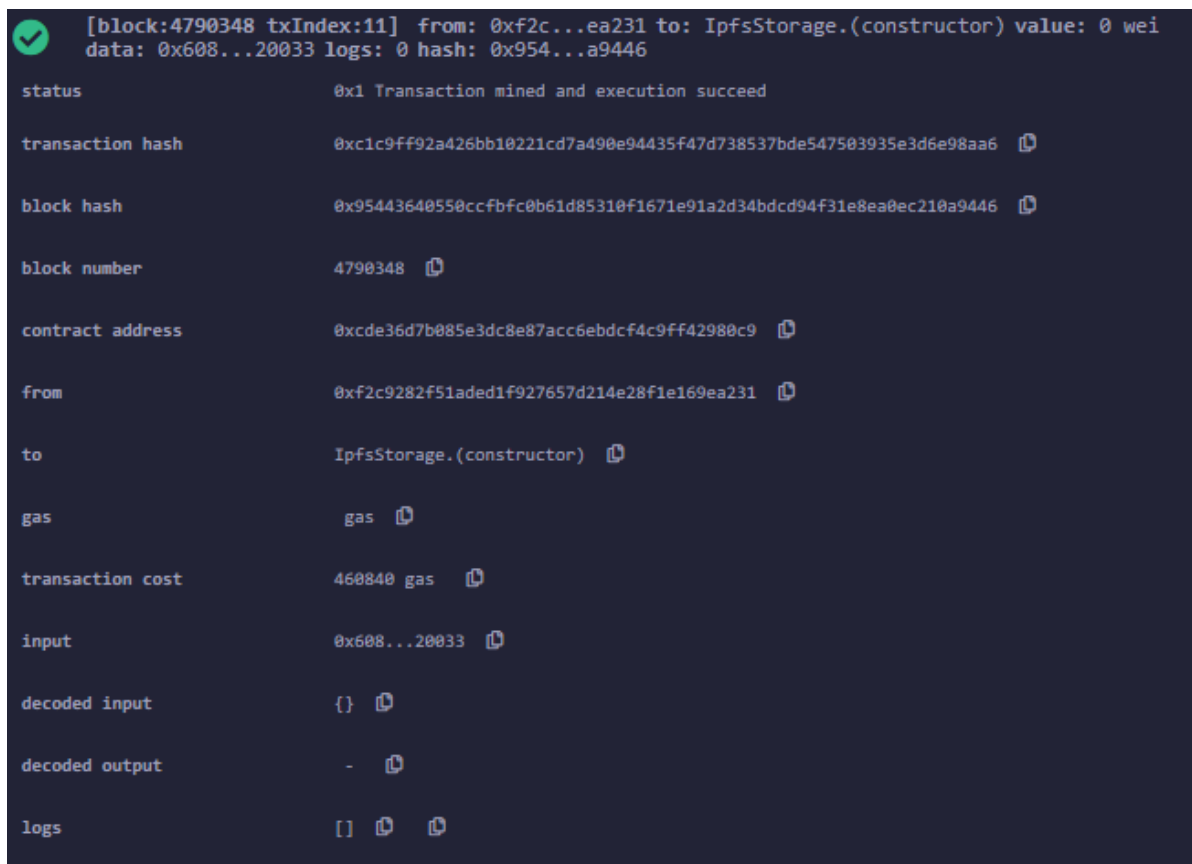 [block:4790348 txIndex:11] from: 0xf2c...ea231 to: IpfsStorage.(constructor) value: 0 wei
data: 0x608...20033 logs: 0 hash: 0x954...a9446
status 0x1 Transaction mined and execution succeed
transaction hash 0xc1c9ff92a426bb10221cd7a490e94435f47d738537bde547503935e3d6e98aa6
block hash 0x95443640550ccfbfc0b61d85310f1671e91a2d34bdcd94f31e8ea0ec210a9446
block number 4790348
contract address 0xcde36d7b085e3dc8e87acc6ebdcf4c9ff42980c9
from 0xf2c9282f51aded1f927657d214e28f1e169ea231
to IpfsStorage.(constructor)
gas gas
transaction cost 460840 gas
input 0x608...20033
decoded input {}
decoded output -
logs []